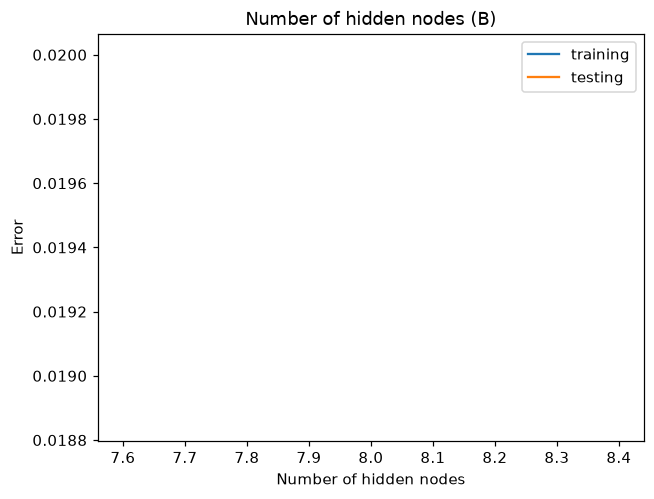 Number of hidden nodes (B)
training
testing
0.0200
0.0198
0.0196
0.0194
0.0192
0.0190
0.0188
Error
7.6 7.7 7.8 7.9 8.0 8.1 8.2 8.3 8.4
Number of hidden nodes